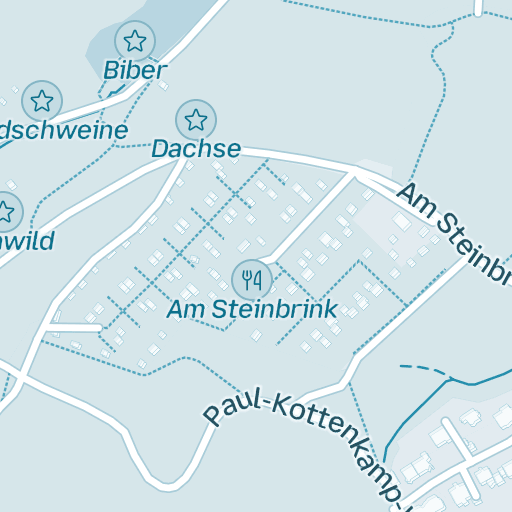 Biber
dschweine
Dachse
wild
Am Steinbr
Am Steinbrink
Paul-Kottenkamp-